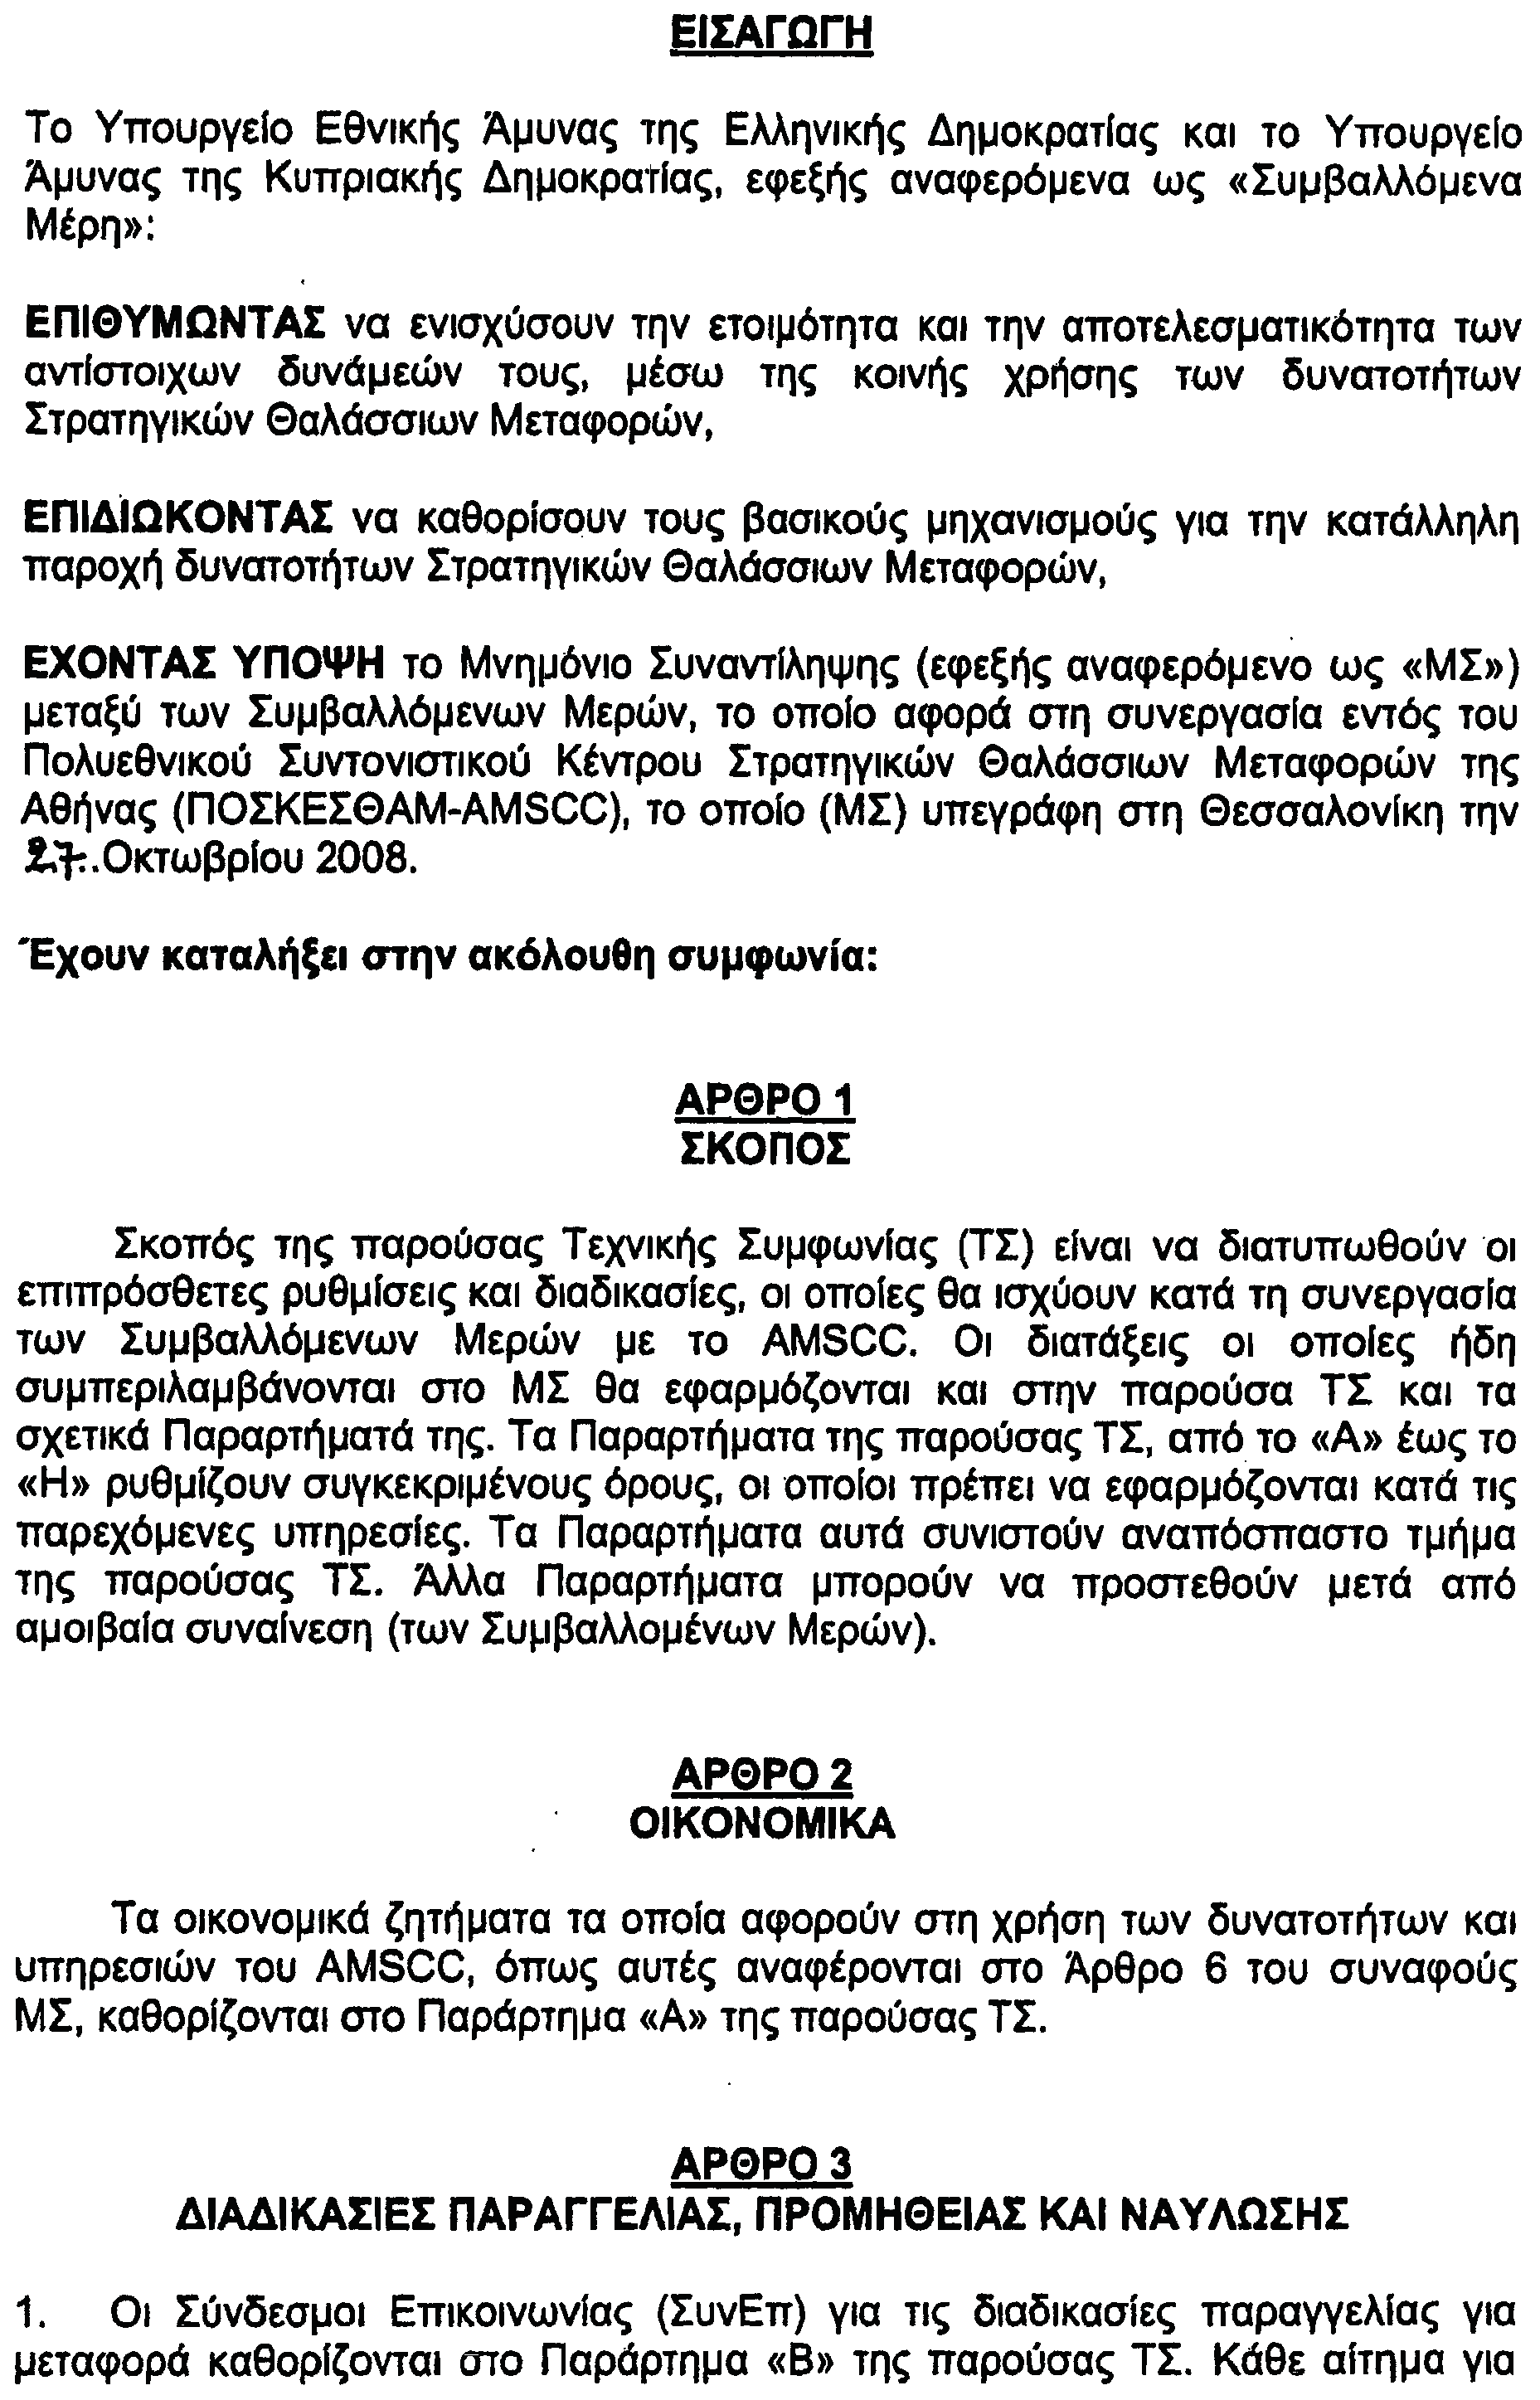 ΕΙΣΑΓΩΓΗ
Το Υπουργείο Εθνικής Άμυνας της Ελληνικής Δημοκρατίας και το Υπουργείο
Άμυνας της Κυπριακής Δημοκρατίας, εφεξής αναφερόμενα ως «Συμβαλλόμενα
Μέρη»:
ΕΠΙΘΥΜΩΝΤΑΣ να ενισχύσουν την ετοιμότητα και την αποτελεσματικότητα των
αντίστοιχων δυνάμεών τους, μέσω της κοινής χρήσης των δυνατοτήτων
Στρατηγικών Θαλάσσιων Μεταφορών,
ΕΠΙΔΙΩΚΟΝΤΑΣ να καθορίσουν τους βασικούς μηχανισμούς για την κατάλληλη
παροχή δυνατοτήτων Στρατηγικών Θαλάσσιων Μεταφορών,
ΕΧΟΝΤΑΣ ΥΠΟΨΗ το Μνημόνιο Συναντίληψης (εφεξής αναφερόμενο ως «ΜΣ»)
μεταξύ των Συμβαλλόμενων Μερών, το οποίο αφορά στη συνεργασία εντός του
Πολυεθνικού Συντονιστικού Κέντρου Στρατηγικών Θαλάσσιων Μεταφορών της
Αθήνας (ΠΟΣΚΕΣΘΑΜ-AMSCC), το οποίο (ΜΣ) υπεγράφη στη Θεσσαλονίκη την
27..Οκτωβρίου 2008.
Έχουν καταλήξει στην ακόλουθη συμφωνία:
ΑΡΘΡΟ 1
ΣΚΟΠΟΣ
Σκοπός της παρούσας Τεχνικής Συμφωνίας (ΤΣ) είναι να διατυπωθούν οι
επιπρόσθετες ρυθμίσεις και διαδικασίες, οι οποίες θα ισχύουν κατά τη συνεργασία
των Συμβαλλόμενων Μερών με το AMSCC. Οι διατάξεις οι οποίες ήδη
συμπεριλαμβάνονται στο ΜΣ θα εφαρμόζονται και στην παρούσα ΤΣ και τα
σχετικά Παραρτήματά της. Τα Παραρτήματα της παρούσας ΤΣ, από το «Α» έως το
«Η» ρυθμίζουν συγκεκριμένους όρους, οι οποίοι πρέπει να εφαρμόζονται κατά τις
παρεχόμενες υπηρεσίες. Τα Παραρτήματα αυτά συνιστούν αναπόσπαστο τμήμα
της παρούσας ΤΣ. Άλλα Παραρτήματα μπορούν να προστεθούν μετά από
αμοιβαία συναίνεση (των Συμβαλλομένων Μερών).
ΑΡΘΡΟ 2
ΟΙΚΟΝΟΜΙΚΑ
Τα οικονομικά ζητήματα τα οποία αφορούν στη χρήση των δυνατοτήτων και
υπηρεσιών του AMSCC, όπως αυτές αναφέρονται στο Άρθρο 6 του συναφούς
ΜΣ, καθορίζονται στο Παράρτημα «Α» της παρούσας ΤΣ.
ΑΡΘΡΟ 3
ΔΙΑΔΙΚΑΣΙΕΣ ΠΑΡΑΓΓΕΛΙΑΣ, ΠΡΟΜΗΘΕΙΑΣ ΚΑΙ ΝΑΥΛΩΣΗΣ
1. Οι Σύνδεσμοι Επικοινωνίας (ΣυνΕπ) για τις διαδικασίες παραγγελίας για
μεταφορά καθορίζονται στο Παράρτημα «Β» της παρούσας ΤΣ. Κάθε αίτημα για